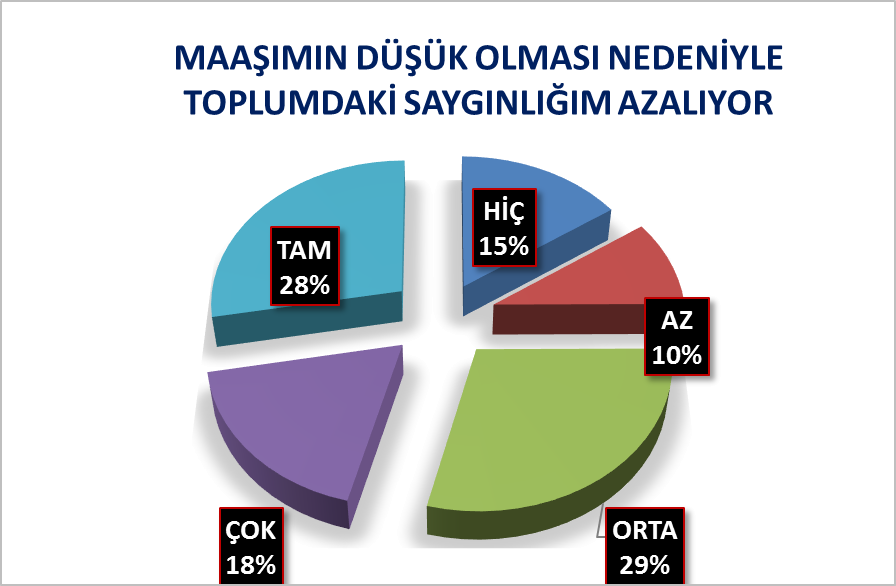 MAAŞIMIN DÜŞÜK OLMASI NEDENİYLE
TOPLUMDAKİ SAYGINLIĞIM AZALIYOR
HİÇ
15%
TAM
28%
AZ
10%
ÇOK
18%
ORTA
29%